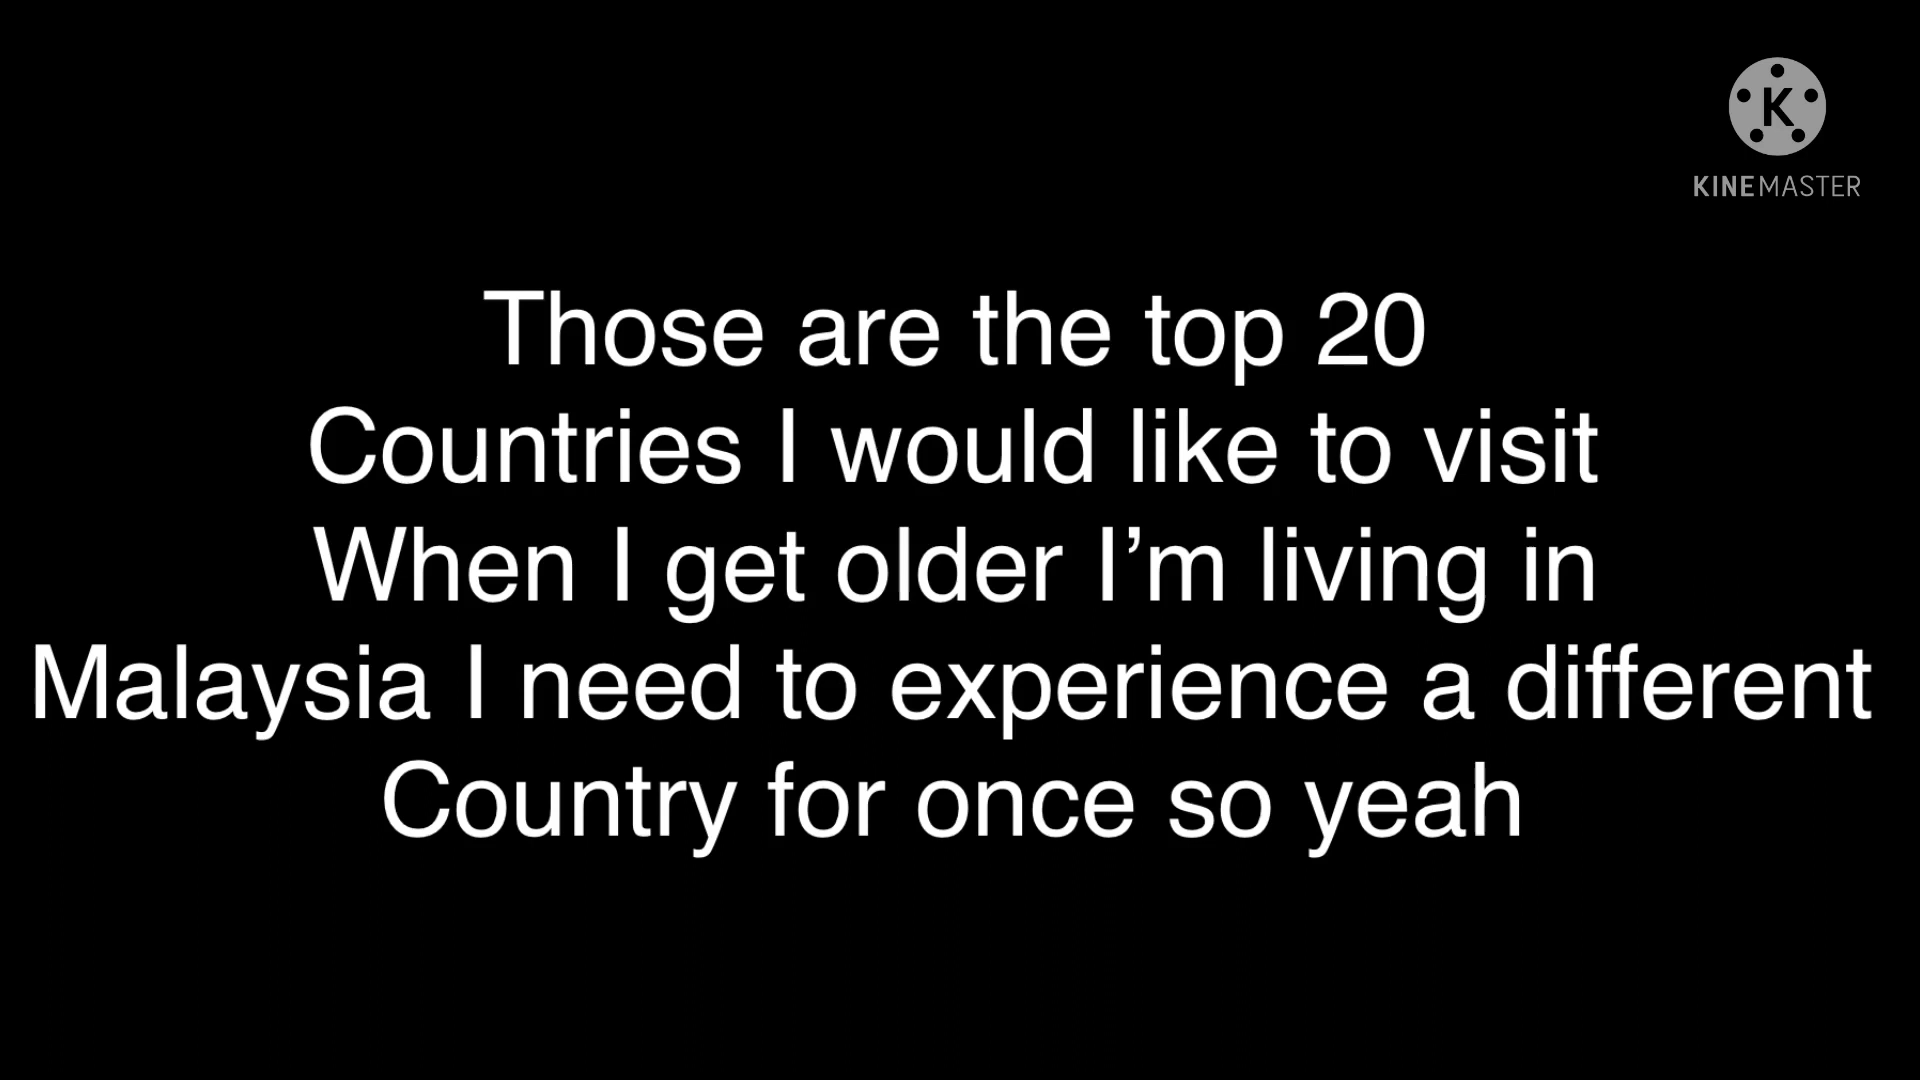 K
KINEMASTER
Those are the top 20
Countries I would like to visit
When I get older I’m living in
Malaysia I need to experience a different
Country for once so yeah